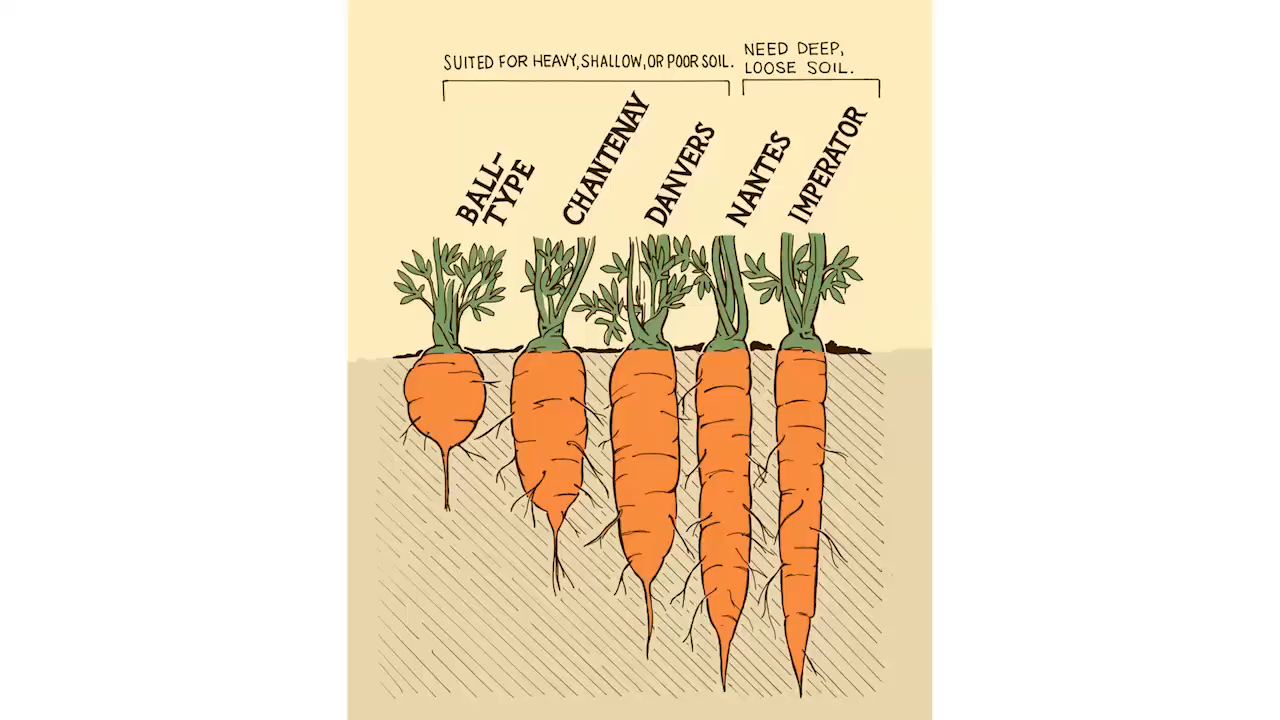 SUITED FOR HEAVY, SHALLOW, OR POOR SOIL.
NEED DEEP,
LOOSE SOIL.
BALL-
TYPE
CHANTENAY
DANVERS
NANTES
IMPERATOR